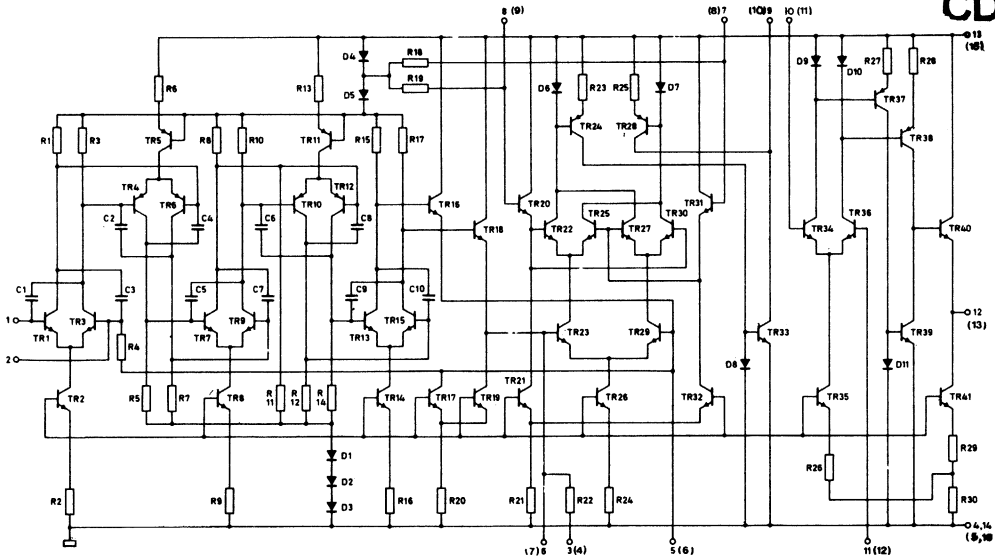 CD
8 (9) (8) 7 (10) 9 10 (11)
13
(15)
D4 R18 D9 D10 R27 R28
R6 R13 D5 R19 D6 R23 R25 D7 TR37
TR24 TR28 TR38
R1 R3 TR5 R8 R10 TR11 R15 R17
TR4 TR6 TR10 TR12 TR16 TR20 TR31
C2 C4 C6 C8 TR18 TR22 TR25 TR27 TR30 TR34 TR36 TR40
C1 C3 C5 C7 C9 C10
1 TR1 TR3 TR7 TR9 TR13 TR15 TR23 TR29 TR33 TR39 12
(13)
2 R4 D8 D11
TR2 R5 R7 TR8 R11 R12 R14 TR14 TR17 TR19 TR21 TR26 TR32 TR35 TR41
D1 R26 R29
D2
R2 R9 D3 R16 R20 R21 R22 R24 R30
4,14
(7) 6 3 (4) 5 (6) 11 (12)